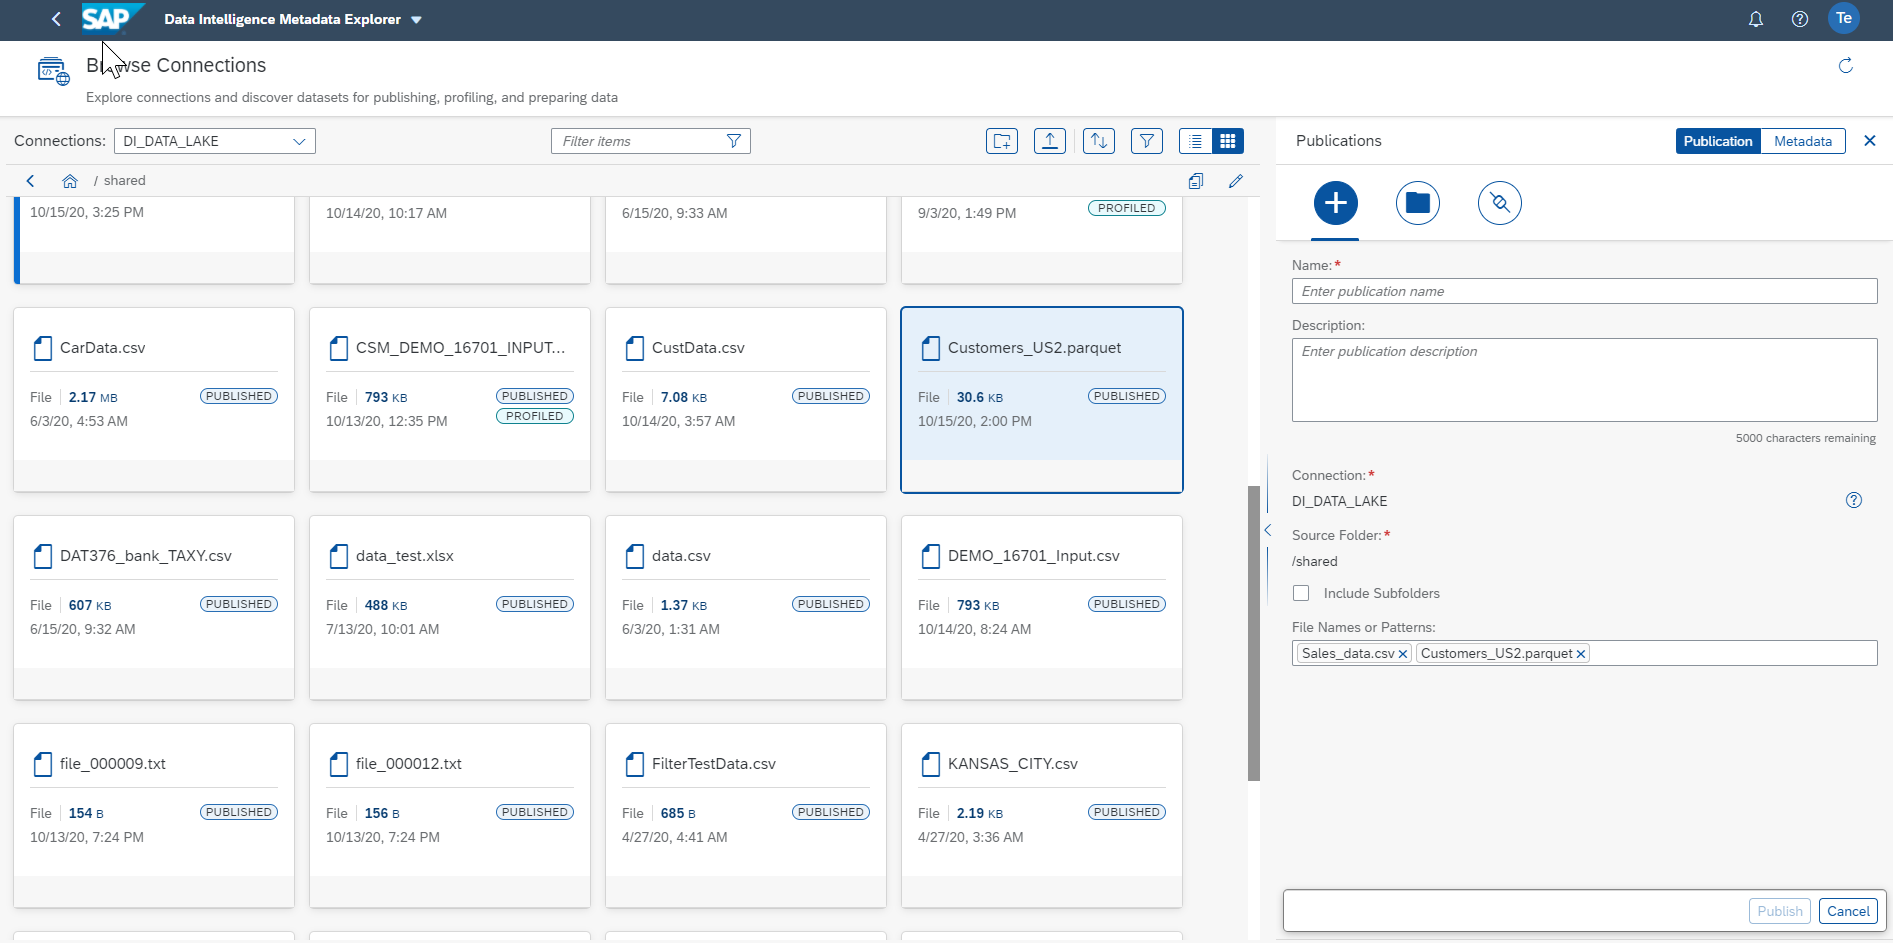 SAP Data Intelligence Metadata Explorer
Te
Browse Connections
Explore connections and discover datasets for publishing, profiling, and preparing data
Connections: DI_DATA_LAKE
Filter items
/ shared
10/15/20, 3:25 PM
10/14/20, 10:17 AM
6/15/20, 9:33 AM
9/3/20, 1:49 PM
PROFILED
CarData.csv
File 2.17 MB PUBLISHED
6/3/20, 4:53 AM
CSM_DEMO_16701_INPUT...
File 793 KB PUBLISHED
PROFILED
10/13/20, 12:35 PM
CustData.csv
File 7.08 KB PUBLISHED
10/14/20, 3:57 AM
Customers_US2.parquet
File 30.6 KB PUBLISHED
10/15/20, 2:00 PM
DAT376_bank_TAXY.csv
File 607 KB PUBLISHED
6/15/20, 9:32 AM
data_test.xlsx
File 488 KB PUBLISHED
7/13/20, 10:01 AM
data.csv
File 1.37 KB PUBLISHED
6/3/20, 1:31 AM
DEMO_16701_Input.csv
File 793 KB PUBLISHED
10/14/20, 8:24 AM
file_000009.txt
File 154 B PUBLISHED
10/13/20, 7:24 PM
file_000012.txt
File 156 B PUBLISHED
10/13/20, 7:24 PM
FilterTestData.csv
File 685 B PUBLISHED
4/27/20, 4:41 AM
KANSAS_CITY.csv
File 2.19 KB PUBLISHED
4/27/20, 3:36 AM
Publications
Publication Metadata
Name:*
Enter publication name
Description:
Enter publication description
5000 characters remaining
Connection:*
DI_DATA_LAKE
Source Folder:*
/shared
Include Subfolders
File Names or Patterns:
Sales_data.csv Customers_US2.parquet
Publish Cancel